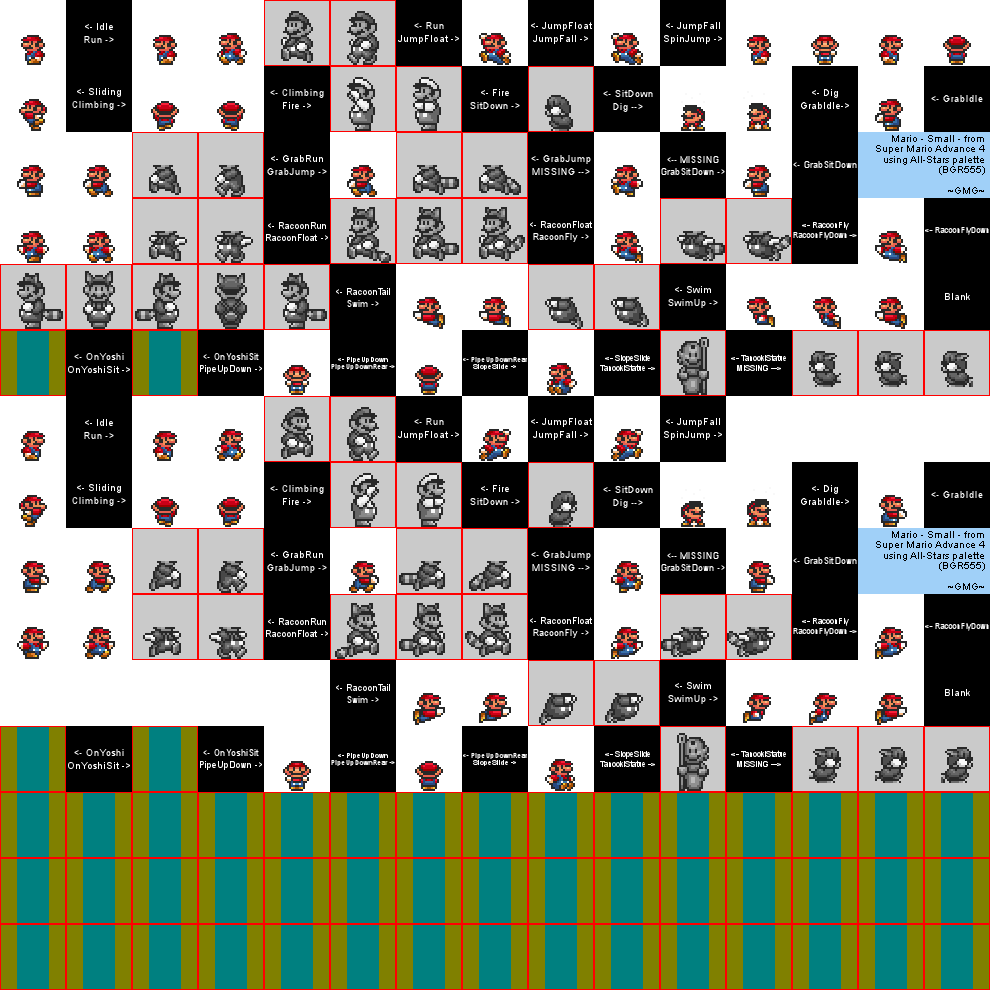 <- Idle
Run ->
<- Run
JumpFloat ->
<- JumpFloat
JumpFall ->
<- JumpFall
SpinJump ->
<- Sliding
Climbing ->
<- Climbing
Fire ->
<- Fire
SitDown ->
<- SitDown
Dig ->
<- Dig
GrabIdle->
<- GrabIdle
<- GrabRun
GrabJump ->
<- GrabJump
MISSING -->
<- MISSING
GrabSitDown ->
<- GrabSitDown
Mario - Small - from
Super Mario Advance 4
using All-Stars palette
(BGR555)
~GMG~
<- RacoonRun
RacoonFloat ->
<- RacoonFloat
RacoonFly ->
<-- RacoonFly
RacoonFlyDown -->
<-- RacoonFlyDown
<- RacoonTail
Swim ->
<- Swim
SwimUp ->
Blank
<- OnYoshi
OnYoshiSit ->
<- OnYoshiSit
PipeUpDown ->
<-- PipeUpDown
PipeUpDownRear -->
<-- PipeUpDownRear
SlopeSlide -->
<--SlopeSlide
TanookiStatue -->
<--TanookiStatue
MISSING -->
<- Idle
Run ->
<- Run
JumpFloat ->
<- JumpFloat
JumpFall ->
<- JumpFall
SpinJump ->
<- Sliding
Climbing ->
<- Climbing
Fire ->
<- Fire
SitDown ->
<- SitDown
Dig -->
<- Dig
GrabIdle->
<- GrabIdle
<- GrabRun
GrabJump ->
<- GrabJump
MISSING -->
<- MISSING
GrabSitDown ->
<- GrabSitDown
Mario - Small - from
Super Mario Advance 4
using All-Stars palette
(BGR555)
~GMG~
<- RacoonRun
RacoonFloat ->
<- RacoonFloat
RacoonFly ->
<-- RacoonFly
RacoonFlyDown -->
<-- RacoonFlyDown
<- RacoonTail
Swim ->
<- Swim
SwimUp ->
Blank
<- OnYoshi
OnYoshiSit ->
<- OnYoshiSit
PipeUpDown ->
<-- PipeUpDown
PipeUpDownRear -->
<-- PipeUpDownRear
SlopeSlide -->
<--SlopeSlide
TanookiStatue -->
<--TanookiStatue
MISSING -->